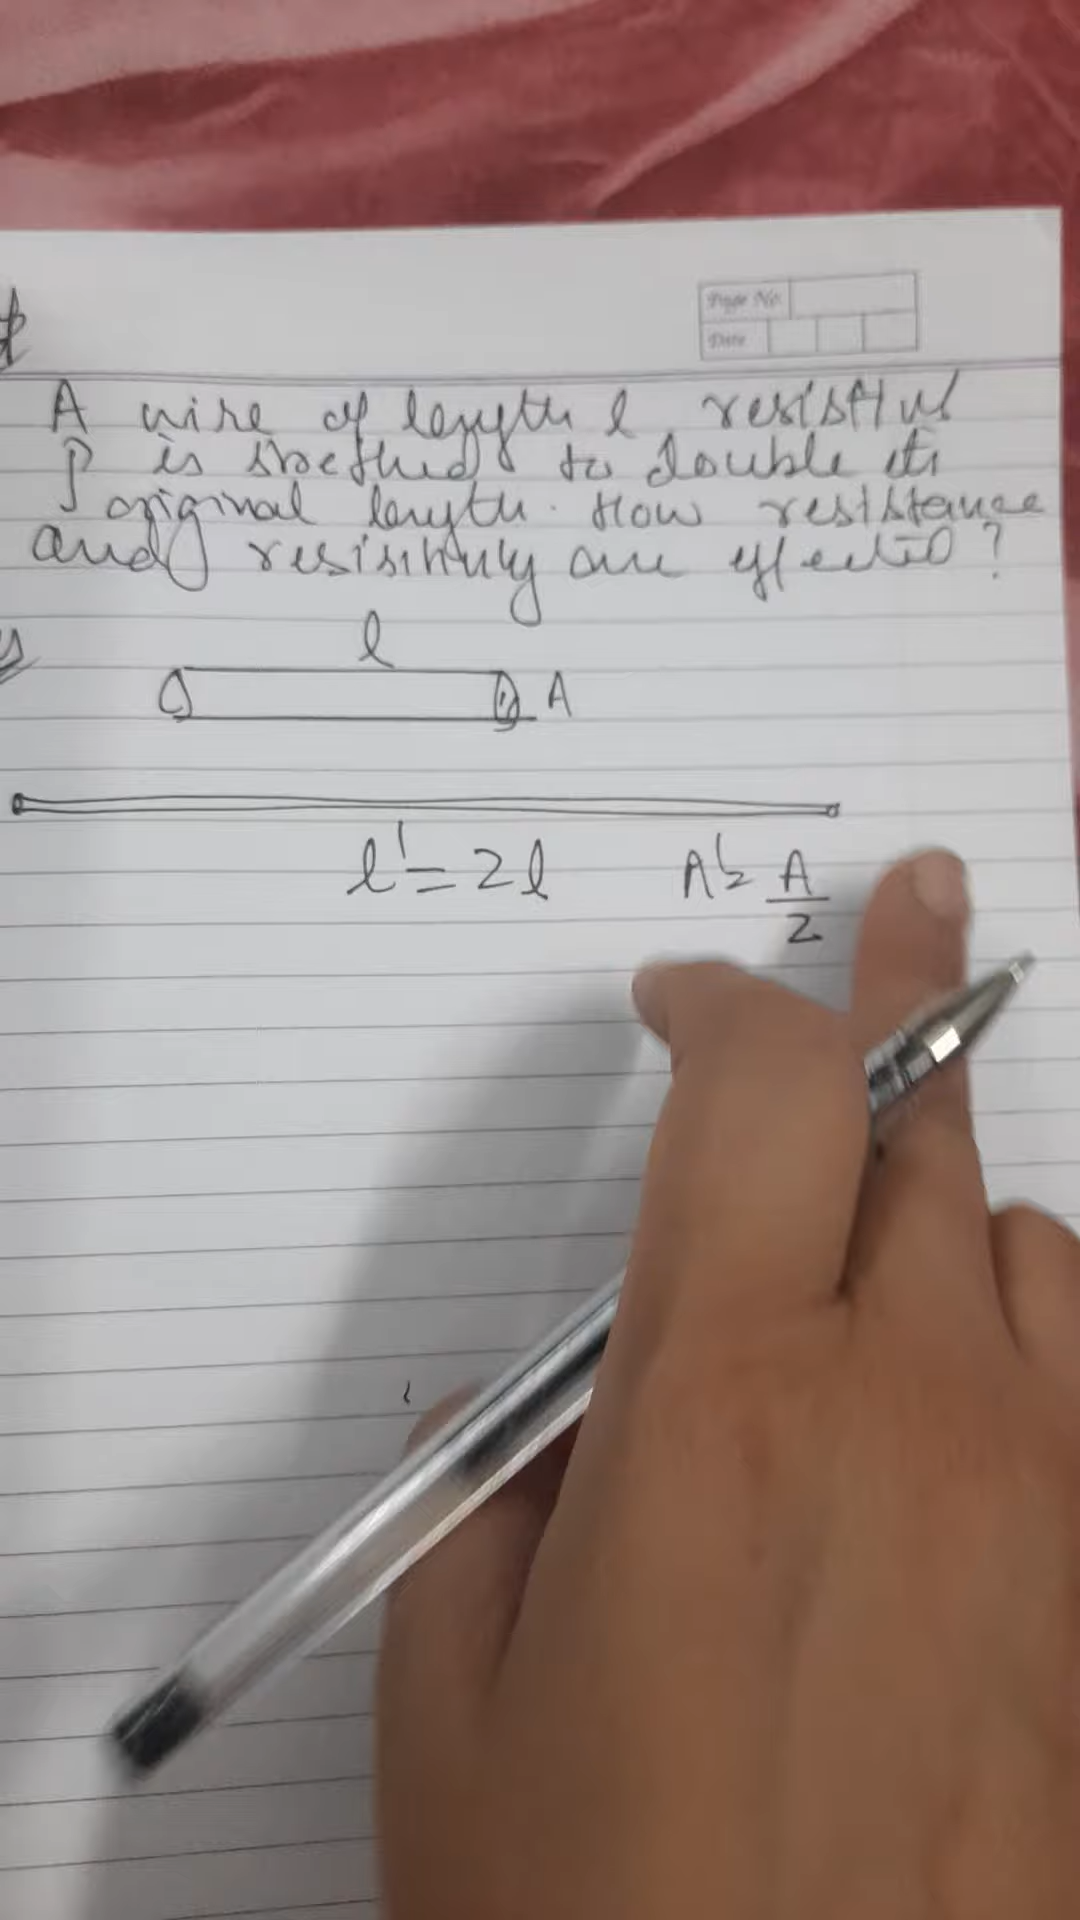 Page No.
Date
A wire of length l resistivi
ρ is stretched to double its
original length. How resistance
and resistivity are effected?
l
A
l' = 2l A' = A/2